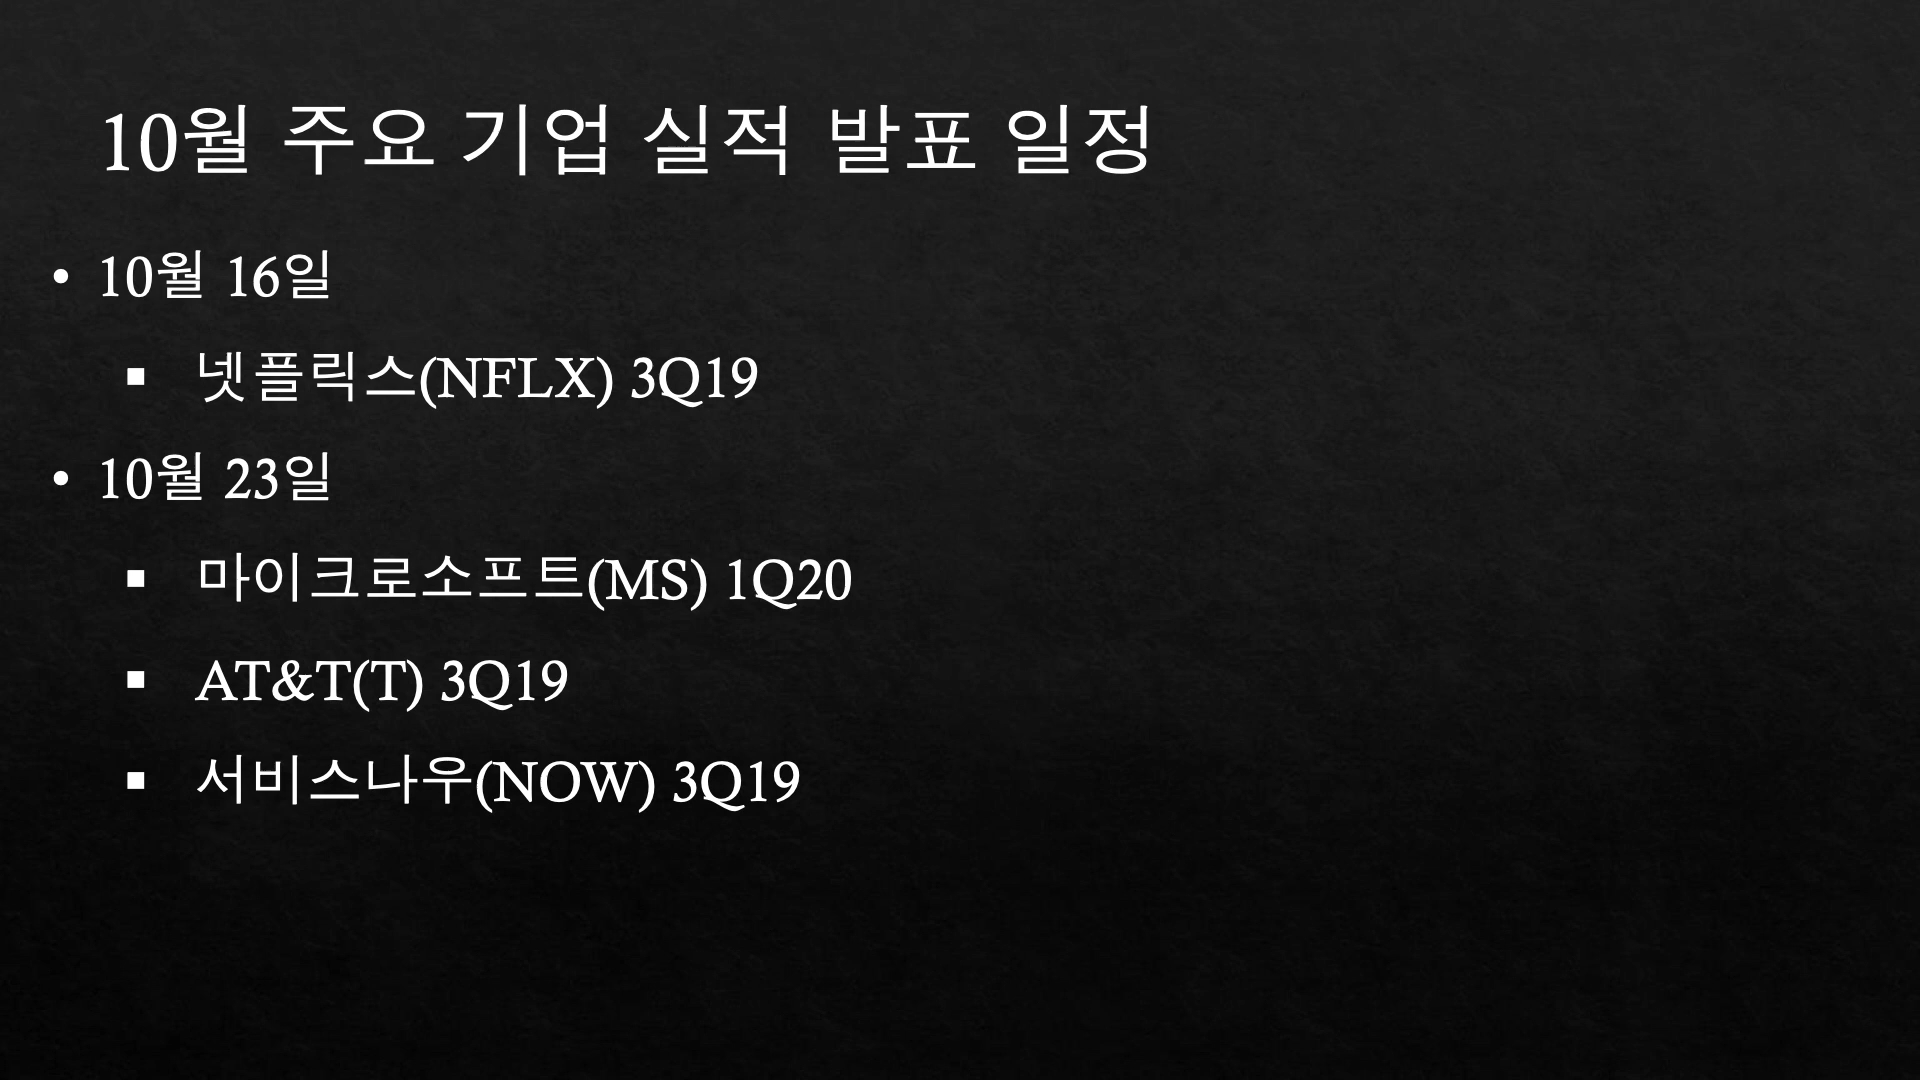 10월 주요 기업 실적 발표 일정
• 10월 16일
▪ 넷플릭스(NFLX) 3Q19
• 10월 23일
▪ 마이크로소프트(MS) 1Q20
▪ AT&T(T) 3Q19
▪ 서비스나우(NOW) 3Q19